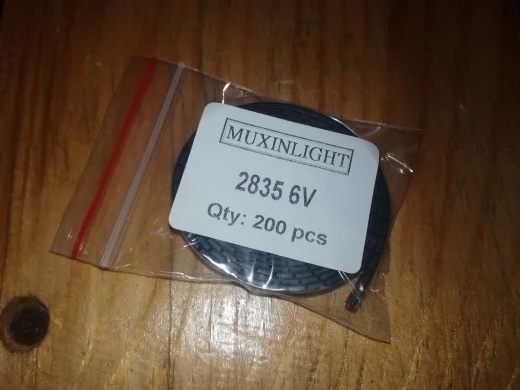 MUXINLIGHT
2835 6V
Qty: 200 pcs